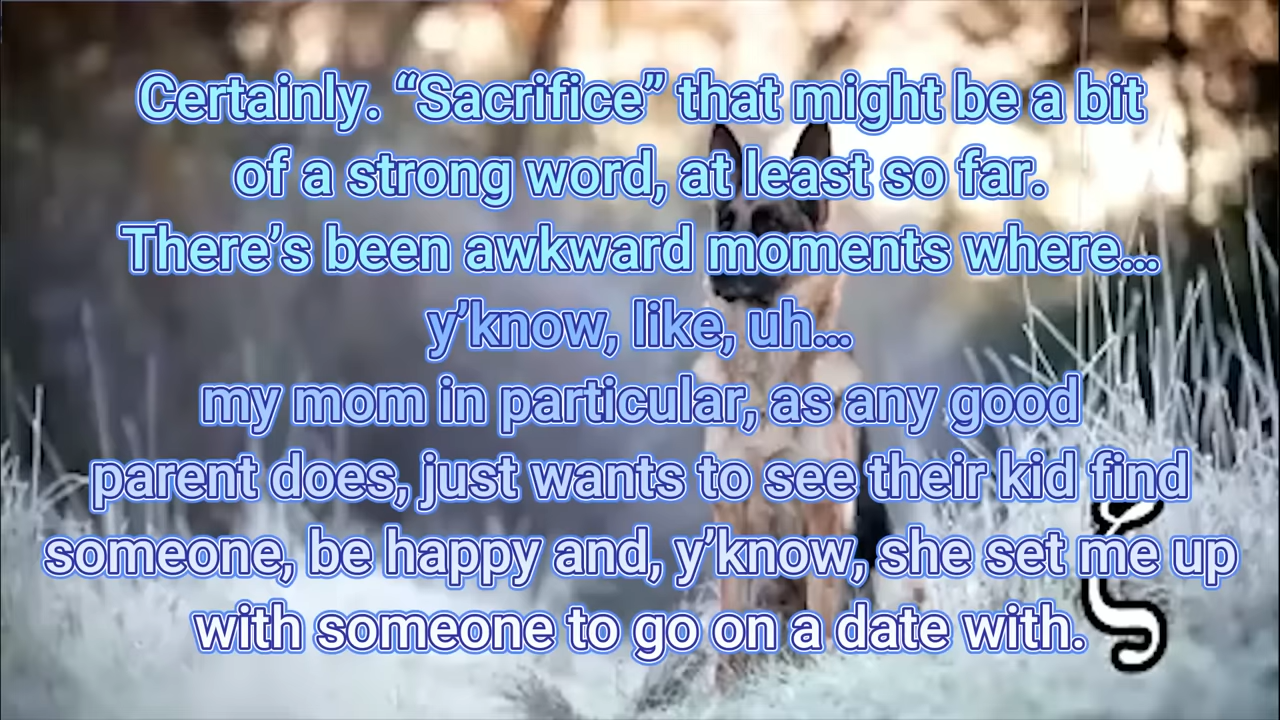 Certainly. “Sacrifice” that might be a bit
of a strong word, at least so far.
There’s been awkward moments where...
y’know, like, uh...
my mom in particular, as any good
parent does, just wants to see their kid find
someone, be happy and, y’know, she set me up
with someone to go on a date with.
ζ